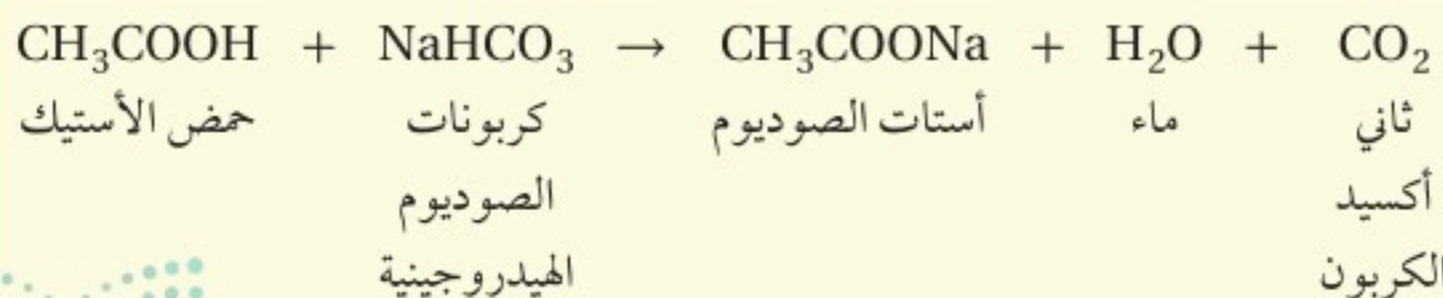 CH₃COOH + NaHCO₃ → CH₃COONa + H₂O + CO₂
حمض الأستيك كربونات أستات الصوديوم ماء ثاني
الصوديوم أكسيد
الهيدروجينية الكربون